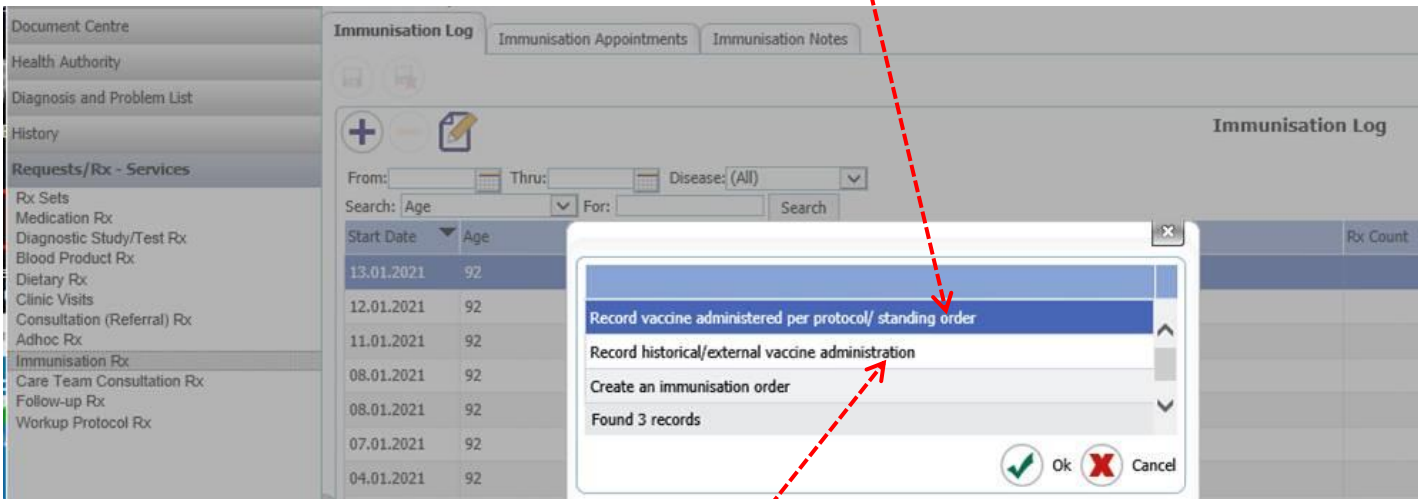 Document Centre
Health Authority
Diagnosis and Problem List
History
Requests/Rx - Services
Rx Sets
Medication Rx
Diagnostic Study/Test Rx
Blood Product Rx
Dietary Rx
Clinic Visits
Consultation (Referral) Rx
Adhoc Rx
Immunisation Rx
Care Team Consultation Rx
Follow-up Rx
Workup Protocol Rx
Immunisation Log Immunisation Appointments Immunisation Notes
Immunisation Log
From: Thru: Disease: (All)
Search: Age For: Search
Start Date Age Rx Count
13.01.2021 92
12.01.2021 92
11.01.2021 92
08.01.2021 92
08.01.2021 92
07.01.2021 92
04.01.2021 92
Record vaccine administered per protocol/ standing order
Record historical/external vaccine administration
Create an immunisation order
Found 3 records
Ok Cancel